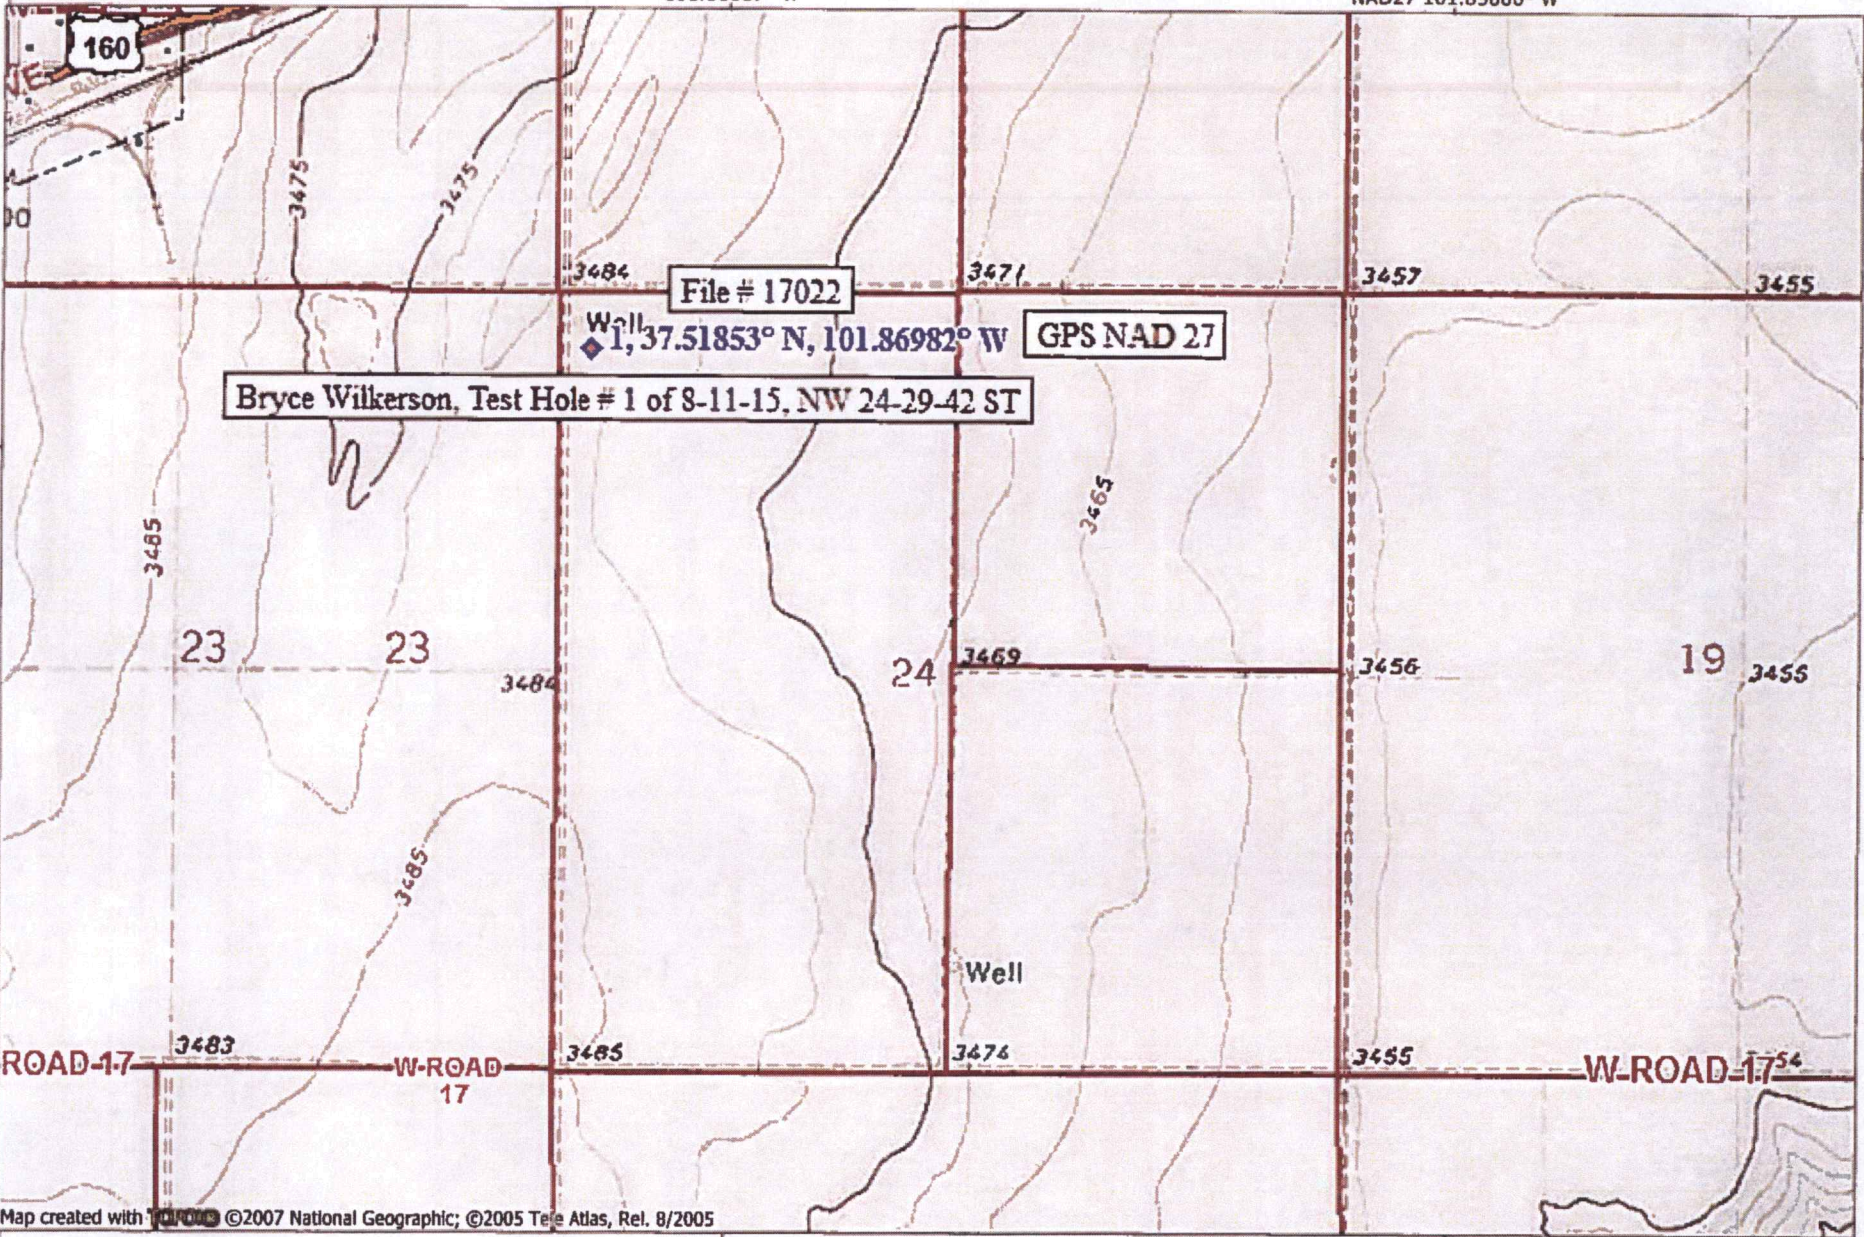 160
3475
3475
3484
3471
3457
3455
File # 17022
Well
1, 37.51853° N, 101.86982° W
GPS NAD 27
Bryce Wilkerson, Test Hole # 1 of 8-11-15, NW 24-29-42 ST
3485
3465
23
23
3484
24
3469
3456
19
3455
3485
Well
ROAD 17
3483
W ROAD
17
3485
3474
3455
W ROAD 17
54
Map created with ©2007 National Geographic; ©2005 Tele Atlas, Rel. 8/2005